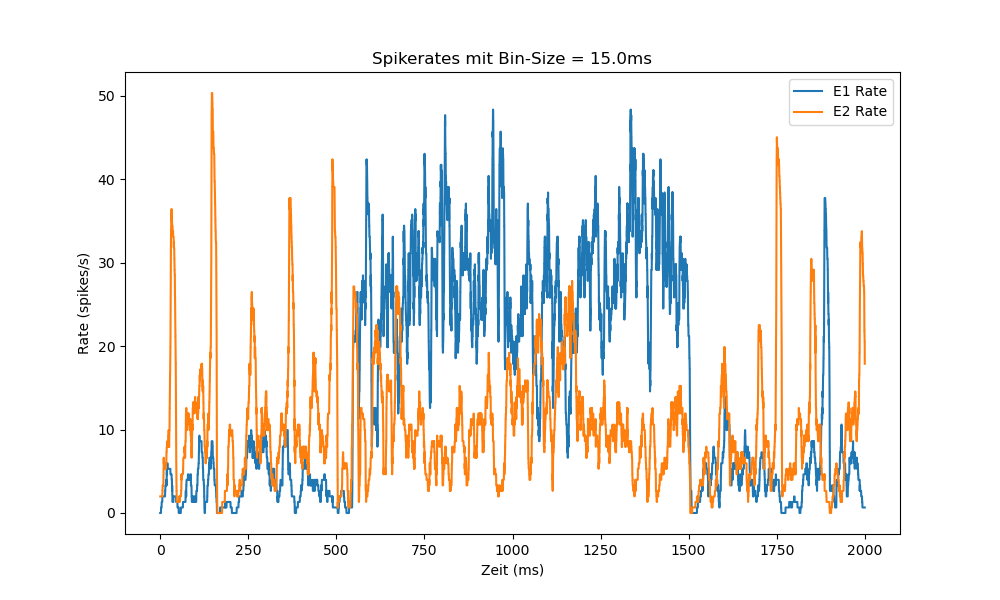 Spikerates mit Bin-Size = 15.0ms
E1 Rate
E2 Rate
Rate (spikes/s)
50
40
30
20
10
0
0 250 500 750 1000 1250 1500 1750 2000
Zeit (ms)